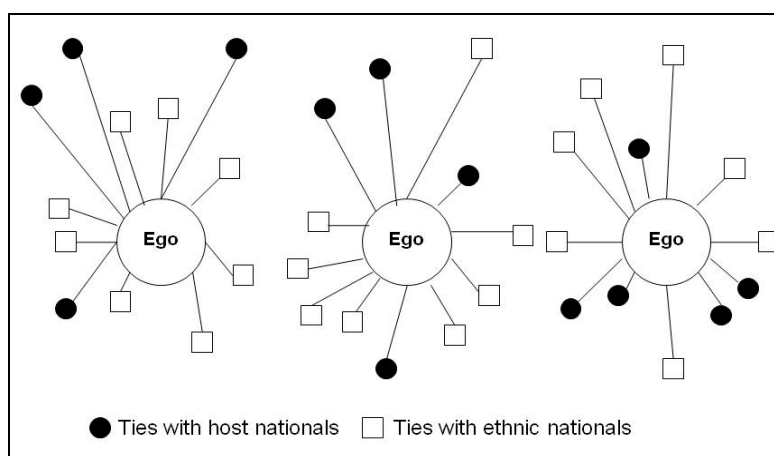 Ego
Ego
Ego
Ties with host nationals
Ties with ethnic nationals